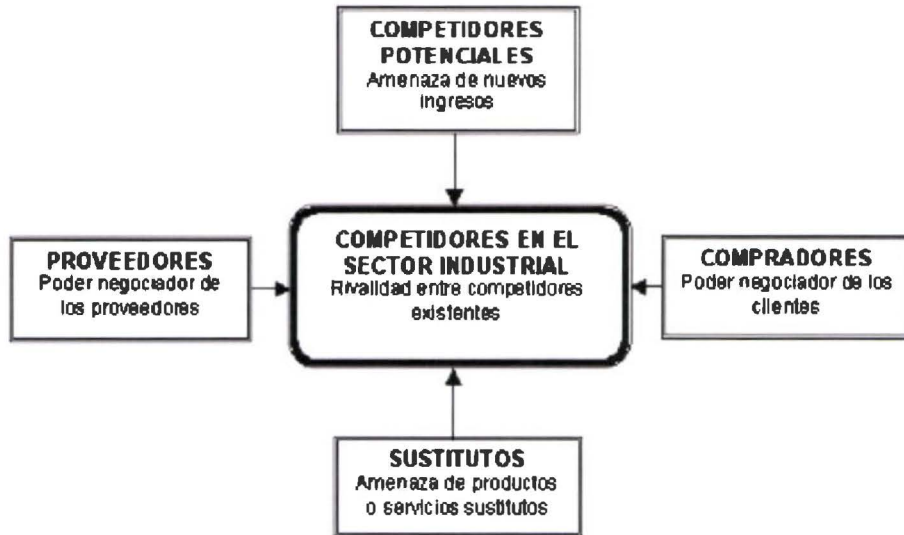 COMPETIDORES
POTENCIALES
Amenaza de nuevos
ingresos
PROVEEDORES
Poder negociador de
los proveedores
COMPETIDORES EN EL
SECTOR INDUSTRIAL
Rivalidad entre competidores
existentes
COMPRADORES
Poder negociador de los
clientes
SUSTITUTOS
Amenaza de productos
o servicios sustitutos